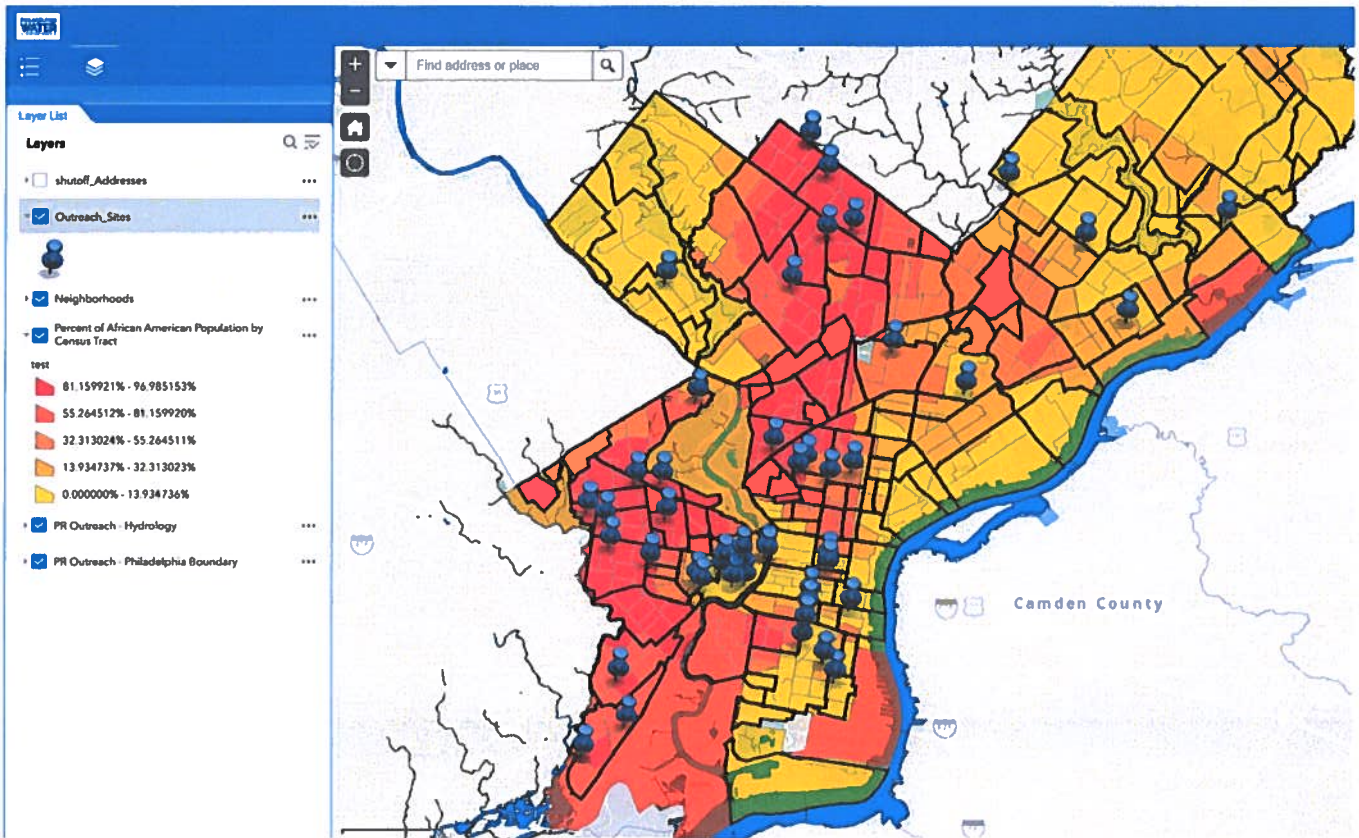 WATER
Find address or place
Layer List
Layers
shutoff_Addresses
Outreach_Sites
Neighborhoods
Percent of African American Population by
Census Tract
test
81.159921% - 96.985153%
55.264512% - 81.159920%
32.313024% - 55.264511%
13.934737% - 32.313023%
0.000000% - 13.934736%
PR Outreach - Hydrology
PR Outreach - Philadelphia Boundary
Camden County